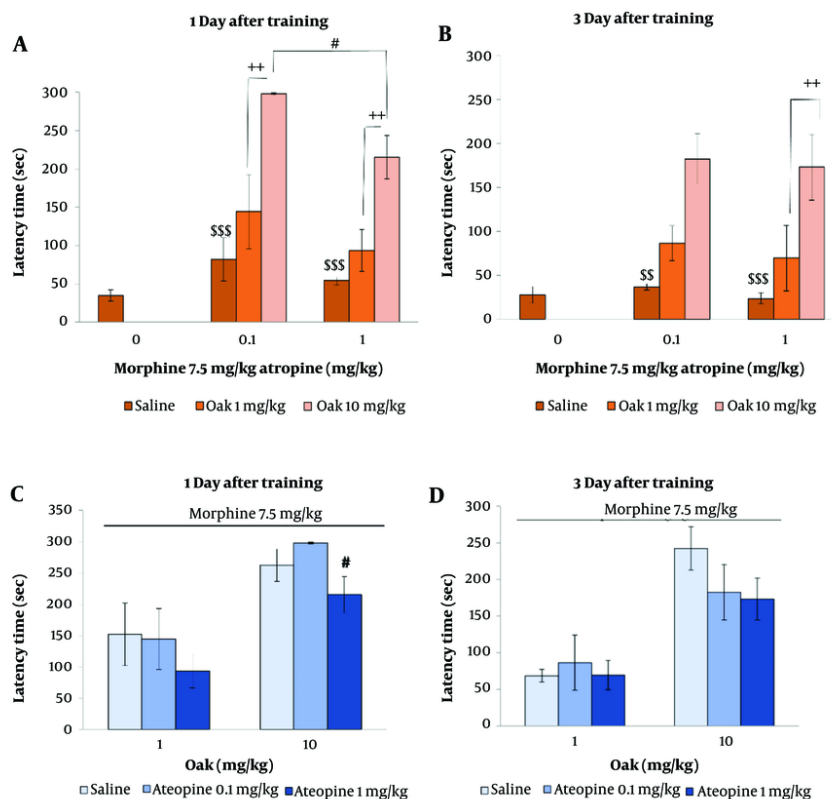 A
1 Day after training
#
++
++
$$$
$$$
Latency time (sec)
300
250
200
150
100
50
0
0
0.1
1
Morphine 7.5 mg/kg atropine (mg/kg)
Saline
Oak 1 mg/kg
Oak 10 mg/kg
B
3 Day after training
++
$$
$$$
Latency time (sec)
300
250
200
150
100
50
0
0
0.1
1
Morphine 7.5 mg/kg atropine (mg/kg)
Saline
Oak 1 mg/kg
Oak 10 mg/kg
C
1 Day after training
Morphine 7.5 mg/kg
#
Latency time (sec)
350
300
250
200
150
100
50
0
1
10
Oak (mg/kg)
Saline
Ateopine 0.1 mg/kg
Ateopine 1 mg/kg
D
3 Day after training
Morphine 7.5 mg/kg
Latency time (sec)
300
250
200
150
100
50
0
1
10
Oak (mg/kg)
Saline
Ateopine 0.1 mg/kg
Ateopine 1 mg/kg